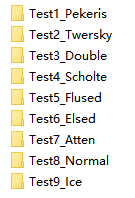 Test1_Pekeris
Test2_Twersky
Test3_Double
Test4_Scholte
Test5_Flused
Test6_Elsed
Test7_Atten
Test8_Normal
Test9_Ice